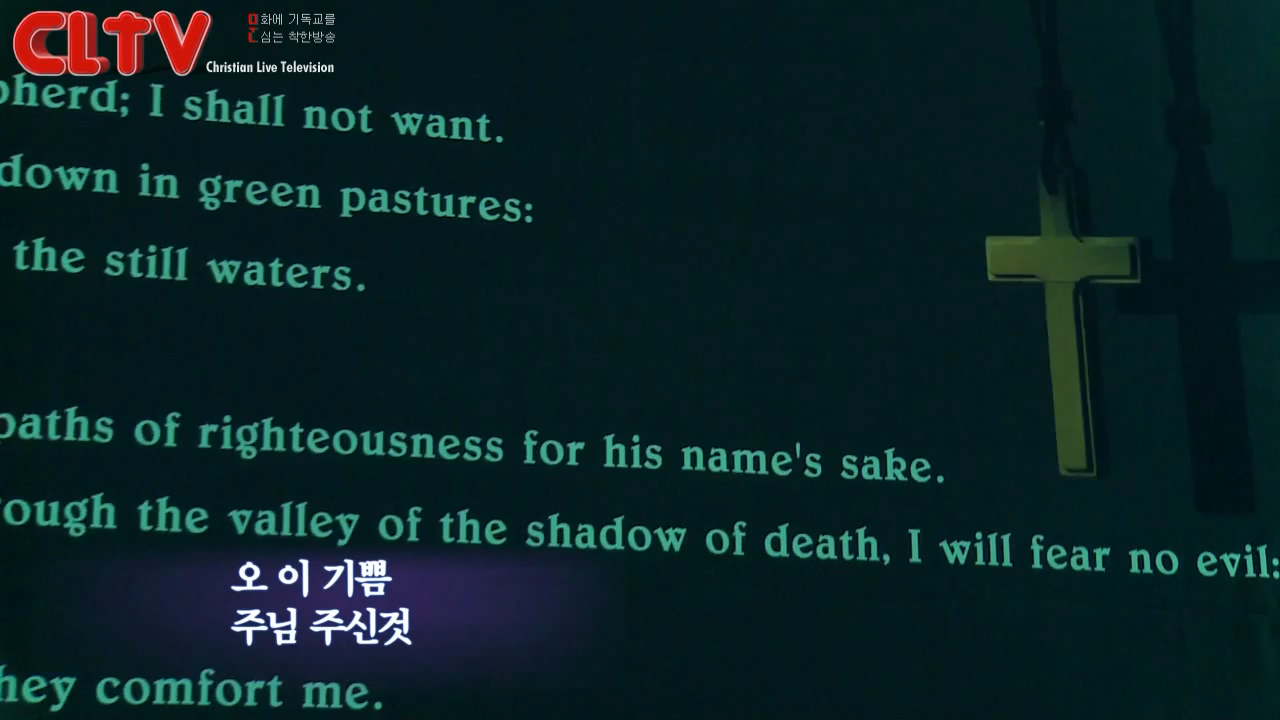 CLTV
문화에 기독교를
심는 착한방송
Christian Live Television
pherd; I shall not want.
down in green pastures:
the still waters.
paths of righteousness for his name's sake.
rough the valley of the shadow of death, I will fear no evil:
오 이 기쁨
주님 주신것
hey comfort me.